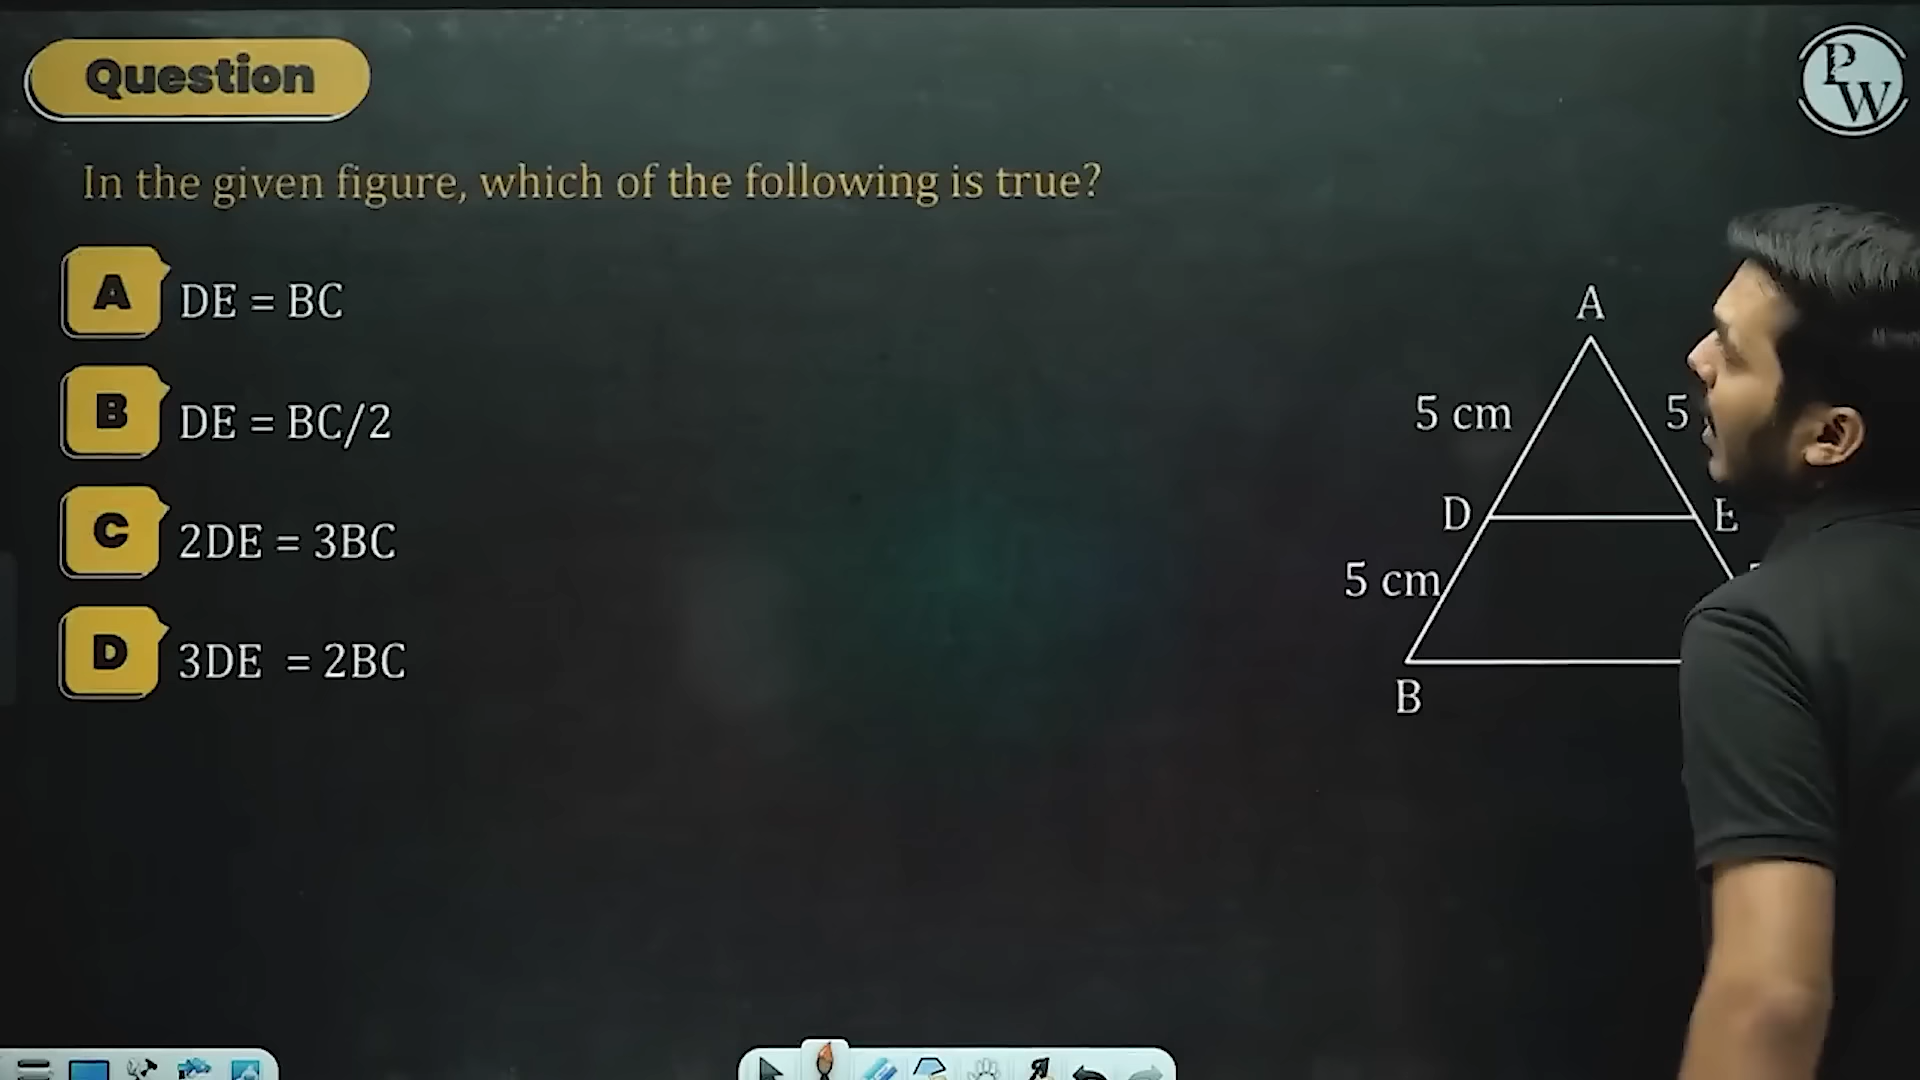 Question
PW
In the given figure, which of the following is true?
A DE = BC
B DE = BC/2
C 2DE = 3BC
D 3DE = 2BC
A
5 cm
5
D
E
5 cm
B